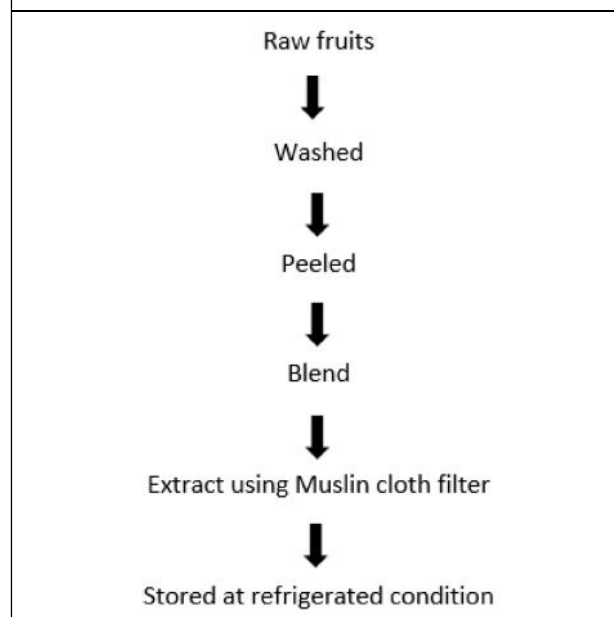 Raw fruits
Washed
Peeled
Blend
Extract using Muslin cloth filter
Stored at refrigerated condition